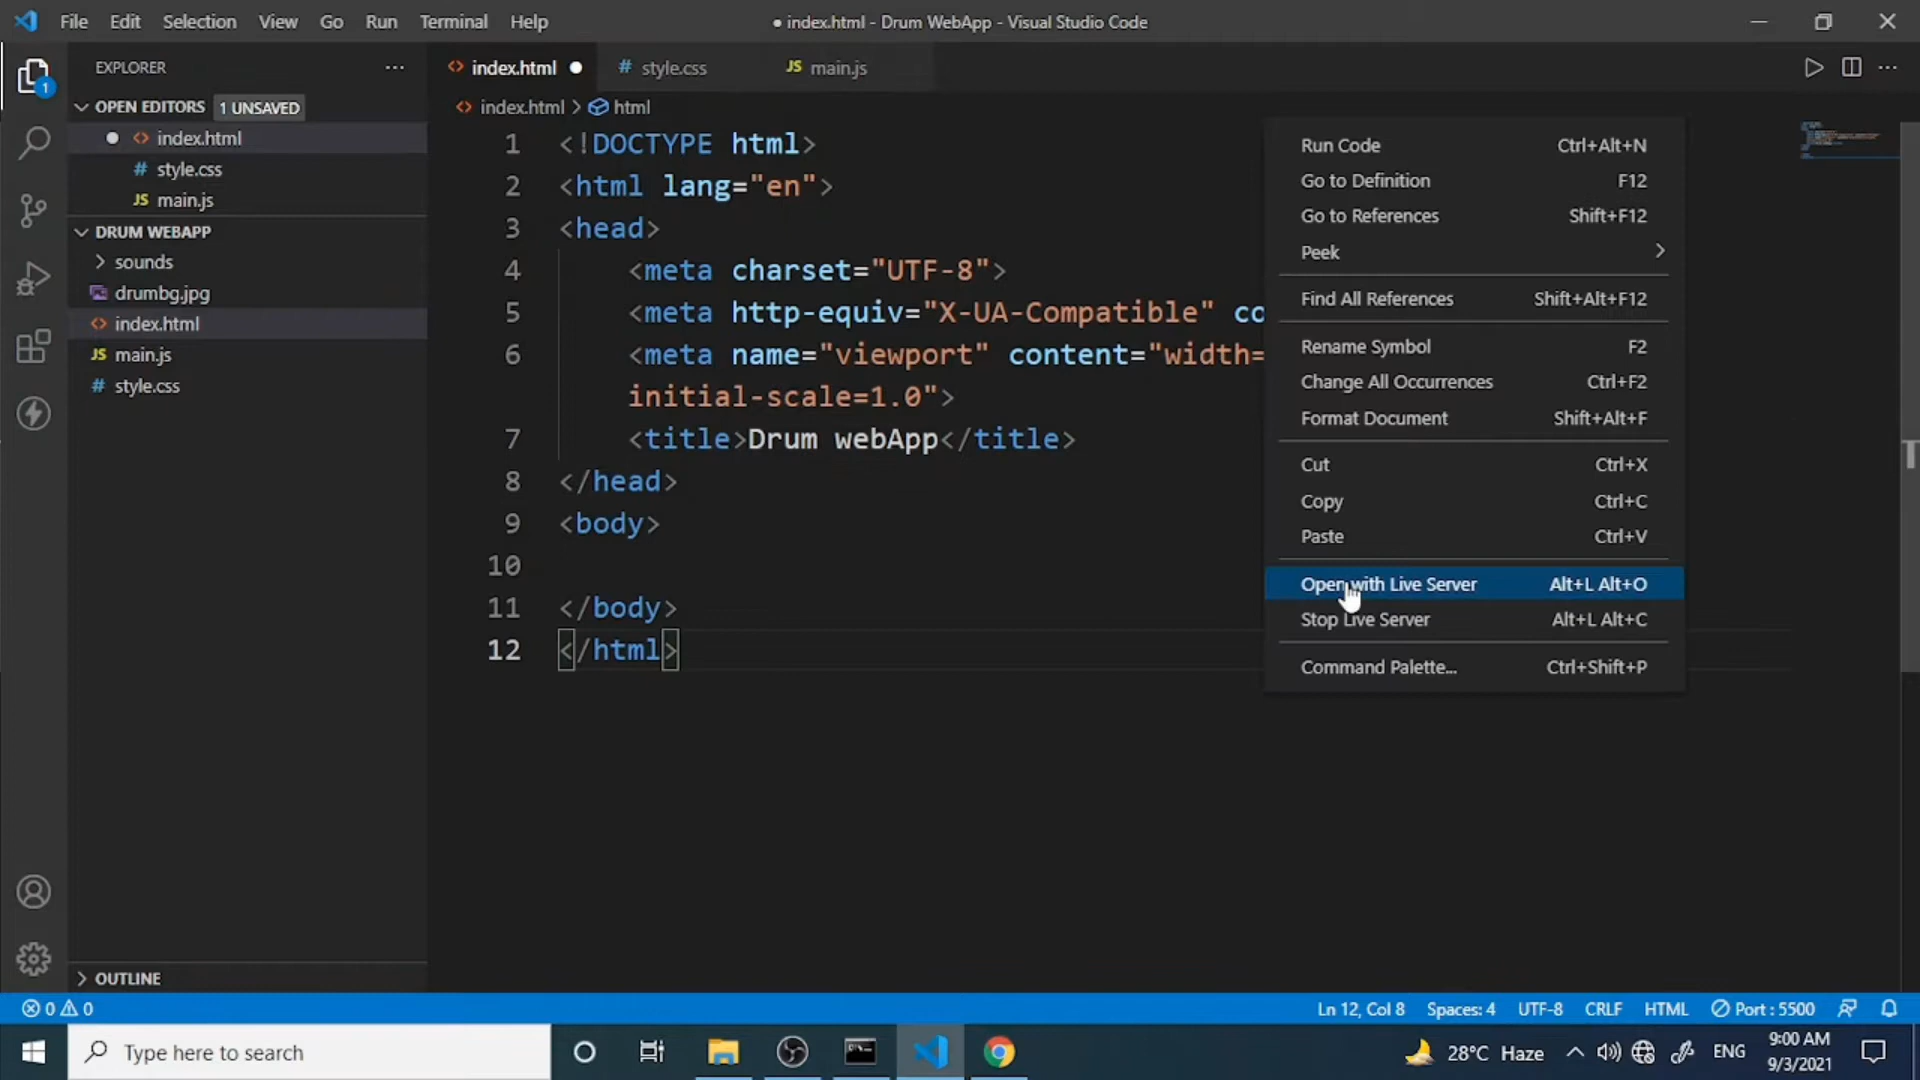 File Edit Selection View Go Run Terminal Help
● index.html - Drum WebApp - Visual Studio Code
EXPLORER
1
OPEN EDITORS 1 UNSAVED
index.html
# style.css
JS main.js
DRUM WEBAPP
sounds
drumbg.jpg
index.html
JS main.js
# style.css
OUTLINE
index.html
# style.css
JS main.js
index.html > html
1 <!DOCTYPE html>
2 <html lang="en">
3 <head>
4 <meta charset="UTF-8">
5 <meta http-equiv="X-UA-Compatible" co
6 <meta name="viewport" content="width=
initial-scale=1.0">
7 <title>Drum webApp</title>
8 </head>
9 <body>
10
11 </body>
12 </html>
Run Code Ctrl+Alt+N
Go to Definition F12
Go to References Shift+F12
Peek
Find All References Shift+Alt+F12
Rename Symbol F2
Change All Occurrences Ctrl+F2
Format Document Shift+Alt+F
Cut Ctrl+X
Copy Ctrl+C
Paste Ctrl+V
Open with Live Server Alt+L Alt+O
Stop Live Server Alt+L Alt+C
Command Palette... Ctrl+Shift+P
0 0
Ln 12, Col 8 Spaces: 4 UTF-8 CRLF HTML Port : 5500
Type here to search
28°C Haze
ENG
9:00 AM
9/3/2021